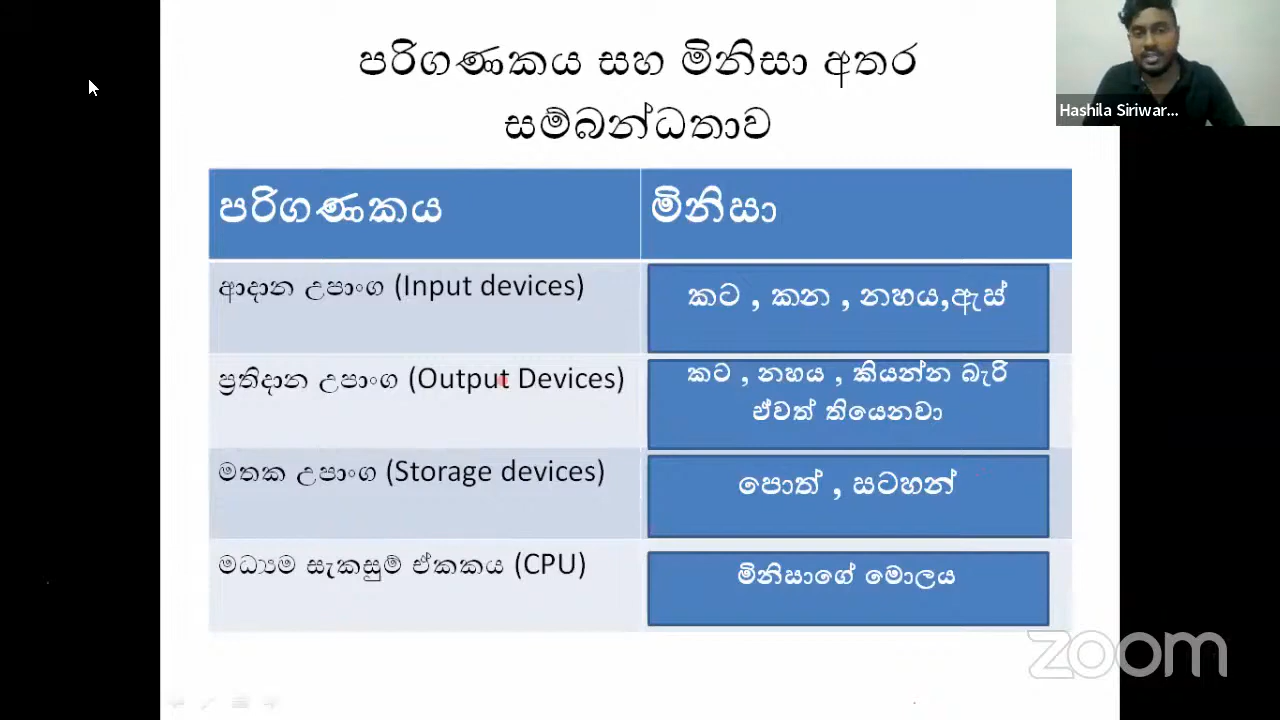 පරිගණකය සහ මිනිසා අතර
සම්බන්ධතාව
Hashila Siriwar...
පරිගණකය
මිනිසා
ආදාන උපාංග (Input devices)
කට , කන , නහය,ඇස්
ප්‍රතිදාන උපාංග (Output Devices)
කට , නහය , කියන්න බැරි
ඒවත් තියෙනවා
මතක උපාංග (Storage devices)
පොත් , සටහන්
මධ්‍යම සැකසුම් ඒකකය (CPU)
මිනිසාගේ මොලය
zoom